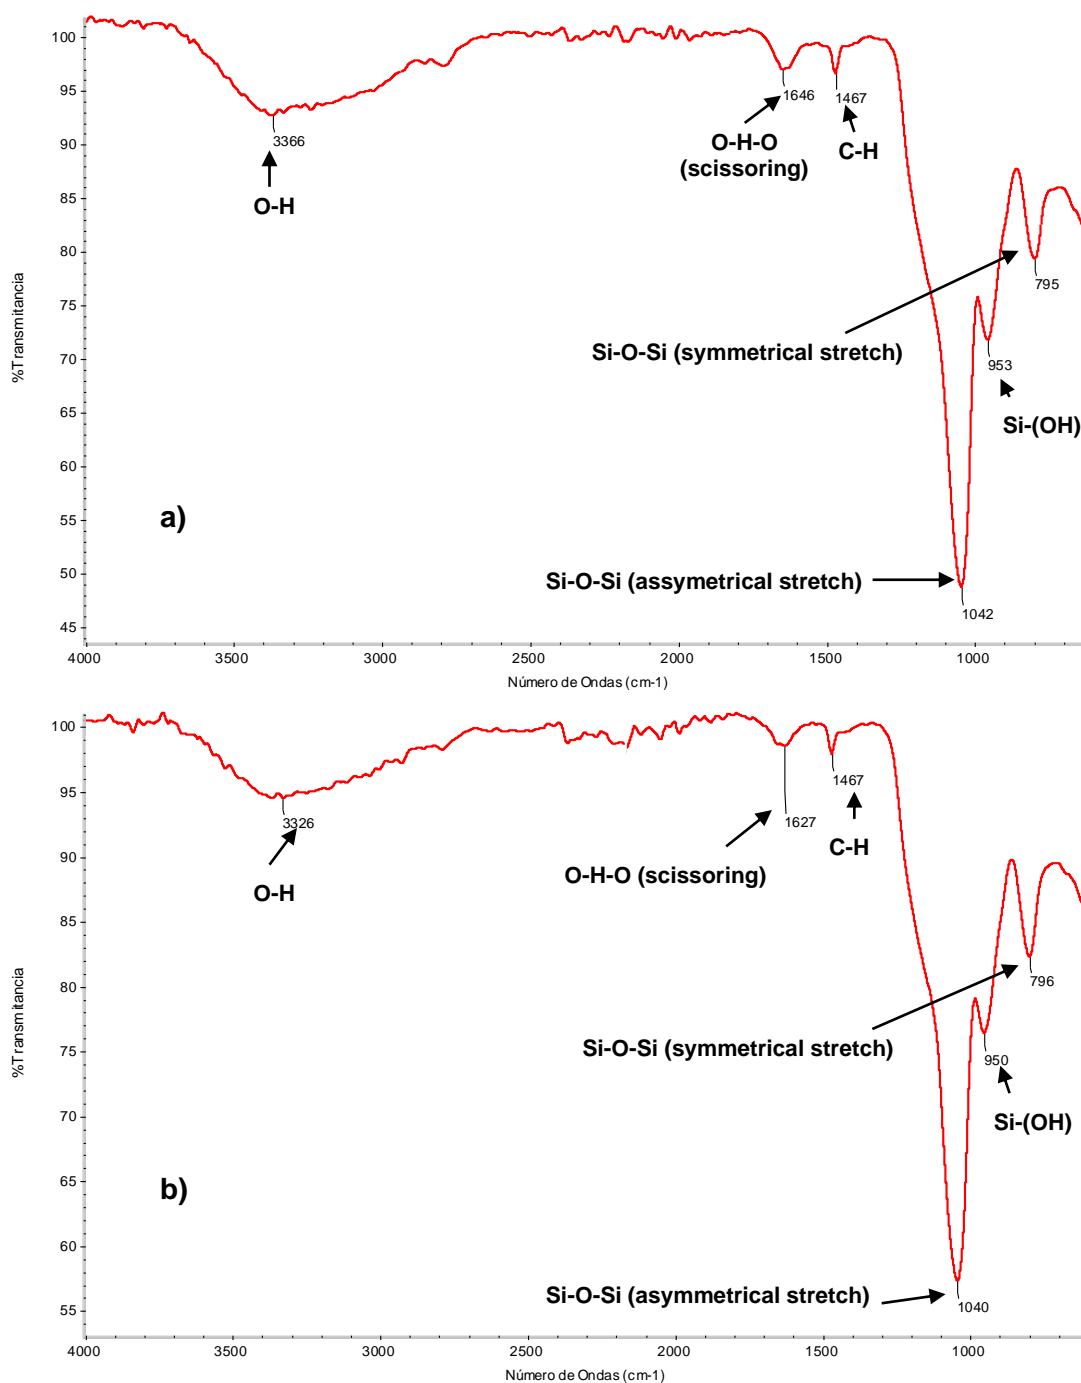 100
95
90
85
80
75
70
65
60
55
50
45
%Transmitancia
3366
O-H
1646
1467
O-H-O
(scissoring)
C-H
795
Si-O-Si (symmetrical stretch)
953
Si-(OH)
a)
Si-O-Si (assymetrical stretch)
1042
4000 3500 3000 2500 2000 1500 1000
Número de Ondas (cm-1)
100
95
90
85
80
75
70
65
60
55
%Transmitancia
3326
O-H
1467
1627
C-H
O-H-O (scissoring)
796
Si-O-Si (symmetrical stretch)
950
Si-(OH)
b)
Si-O-Si (asymmetrical stretch)
1040
4000 3500 3000 2500 2000 1500 1000
Número de Ondas (cm-1)